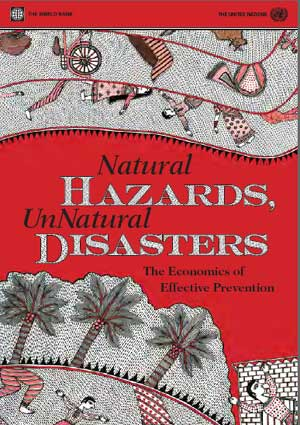 THE WORLD BANK
THE UNITED NATIONS
Natural
HAZARDS,
UnNatural
DISASTERS
The Economics of
Effective Prevention